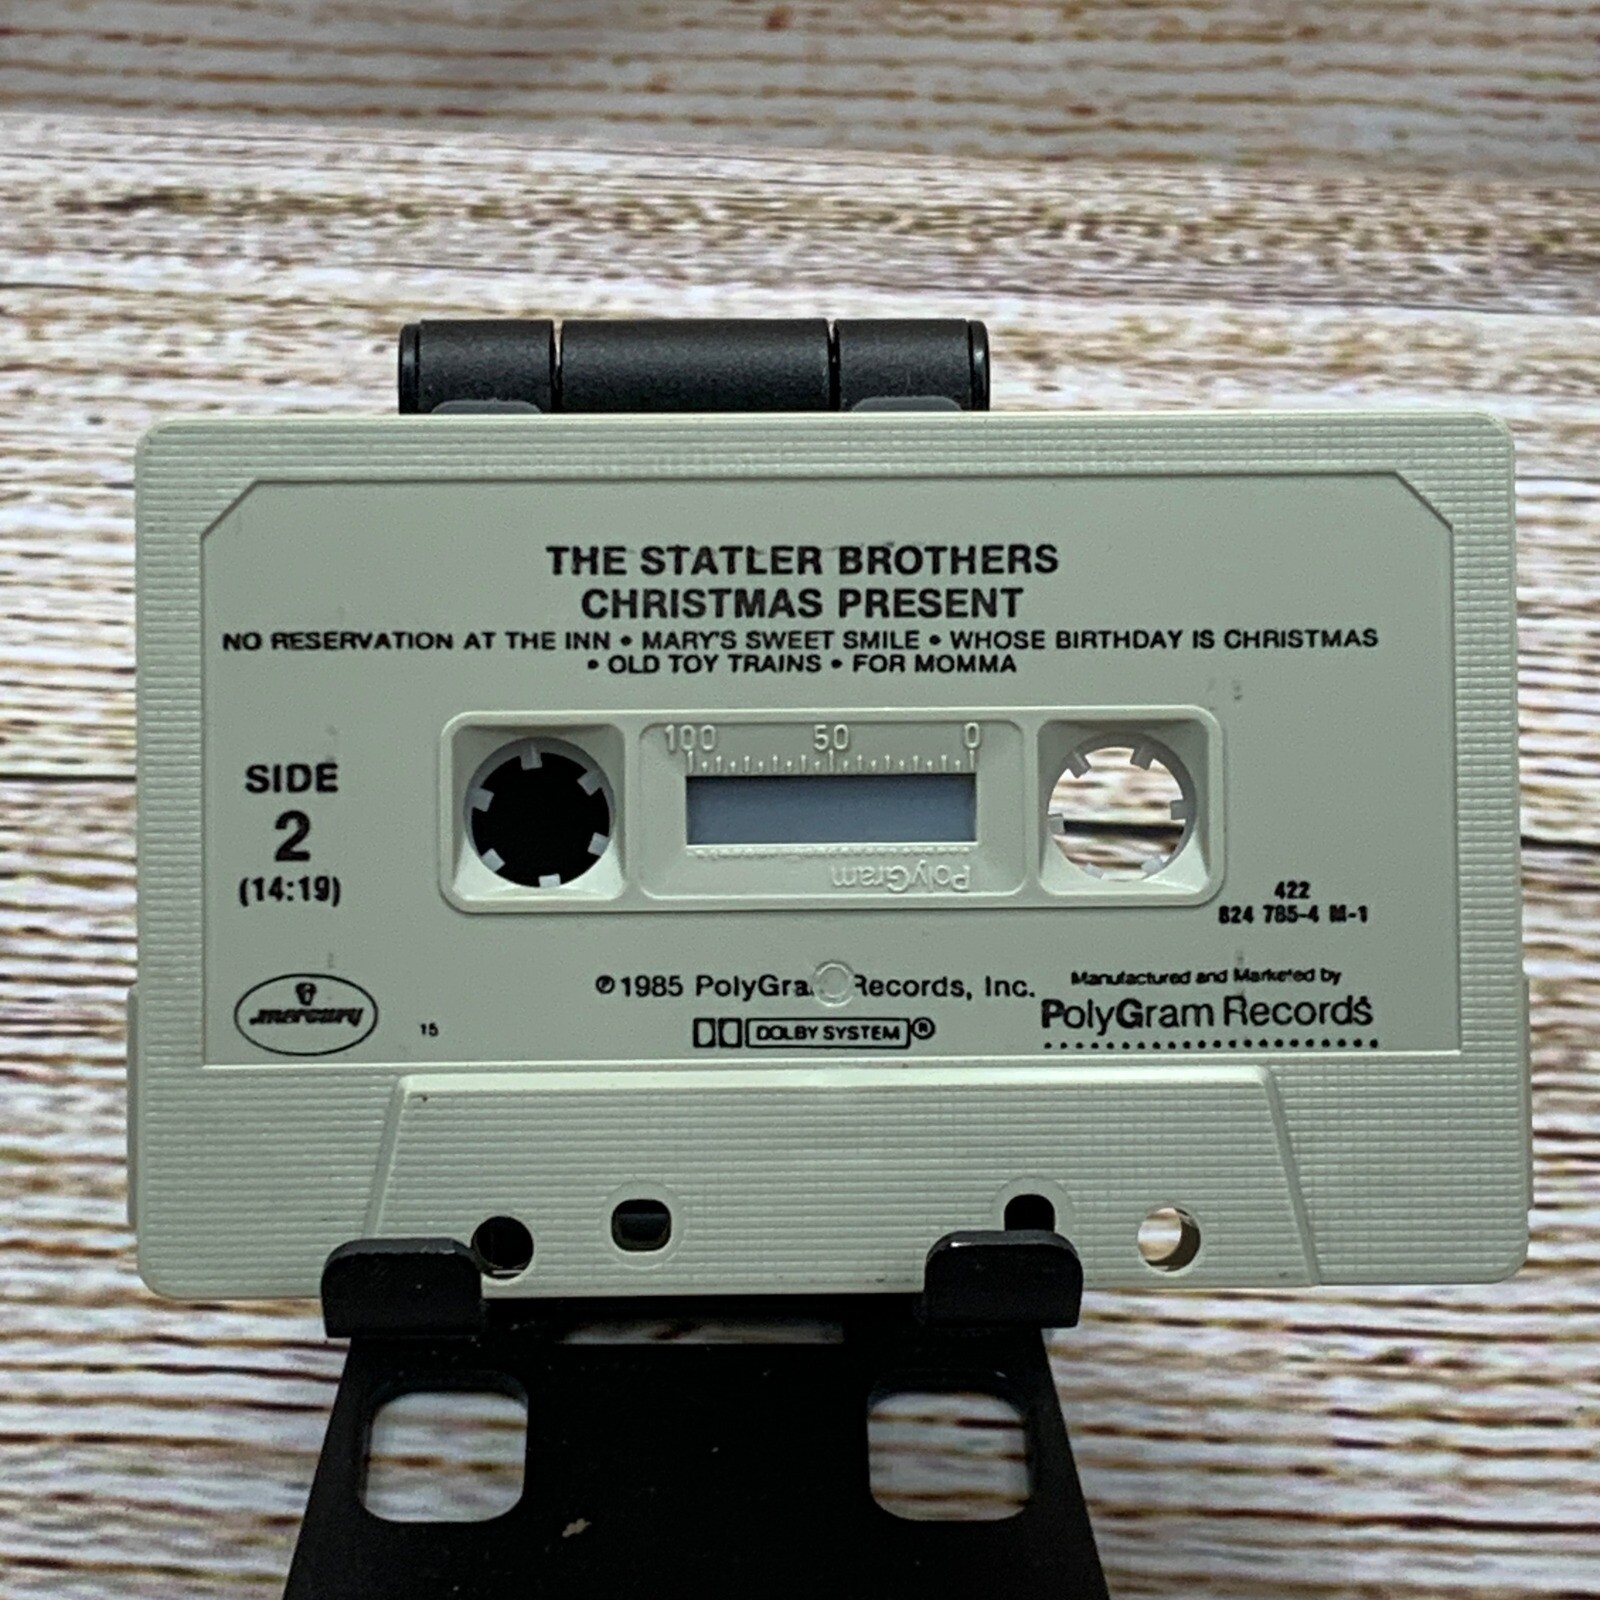 THE STATLER BROTHERS
CHRISTMAS PRESENT
NO RESERVATION AT THE INN • MARY'S SWEET SMILE • WHOSE BIRTHDAY IS CHRISTMAS
• OLD TOY TRAINS • FOR MOMMA
100 50 0
PolyGram
SIDE
2
(14:19)
422
824 785-4 M-1
mercury
15
℗ 1985 PolyGram Records, Inc.
DOLBY SYSTEM ®
Manufactured and Marketed by
PolyGram Records